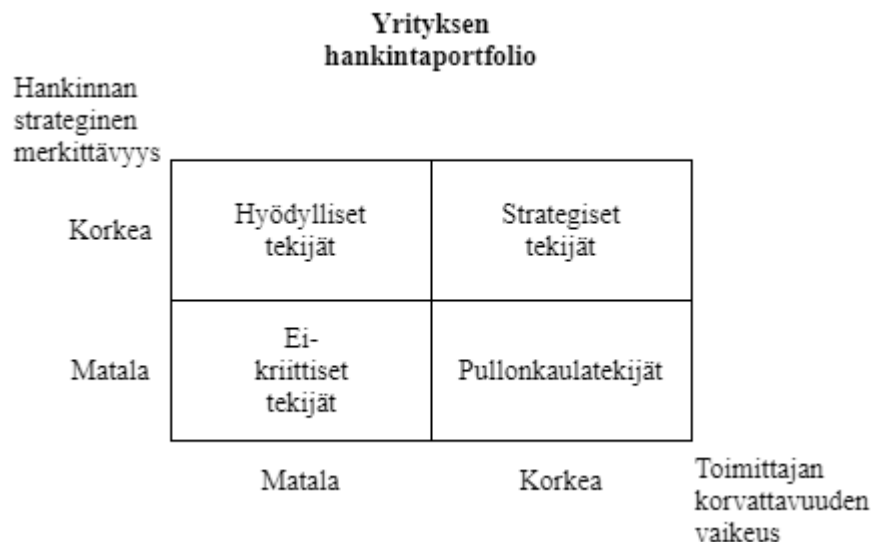 Yrityksen
hankintaportfolio
Hankinnan
strateginen
merkittävyys
Korkea
Hyödylliset
tekijät
Strategiset
tekijät
Matala
Ei-
kriittiset
tekijät
Pullonkaulatekijät
Matala
Korkea
Toimittajan
korvattavuuden
vaikeus